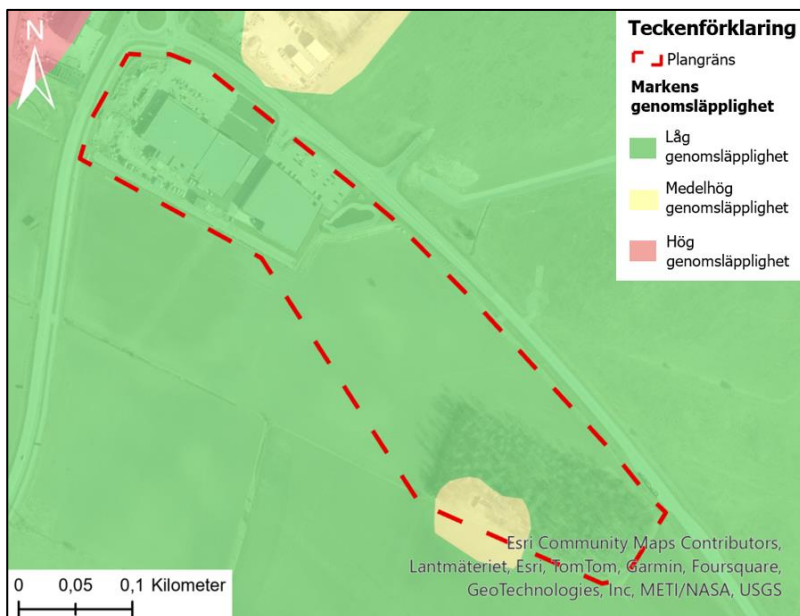 N
Teckenförklaring
Plangräns
Markens
genomsläpplighet
Låg
genomsläpplighet
Medelhög
genomsläpplighet
Hög
genomsläpplighet
Esri Community Maps Contributors,
Lantmäteriet, Esri, TomTom, Garmin, Foursquare,
GeoTechnologies, Inc, METI/NASA, USGS
0 0,05 0,1 Kilometer